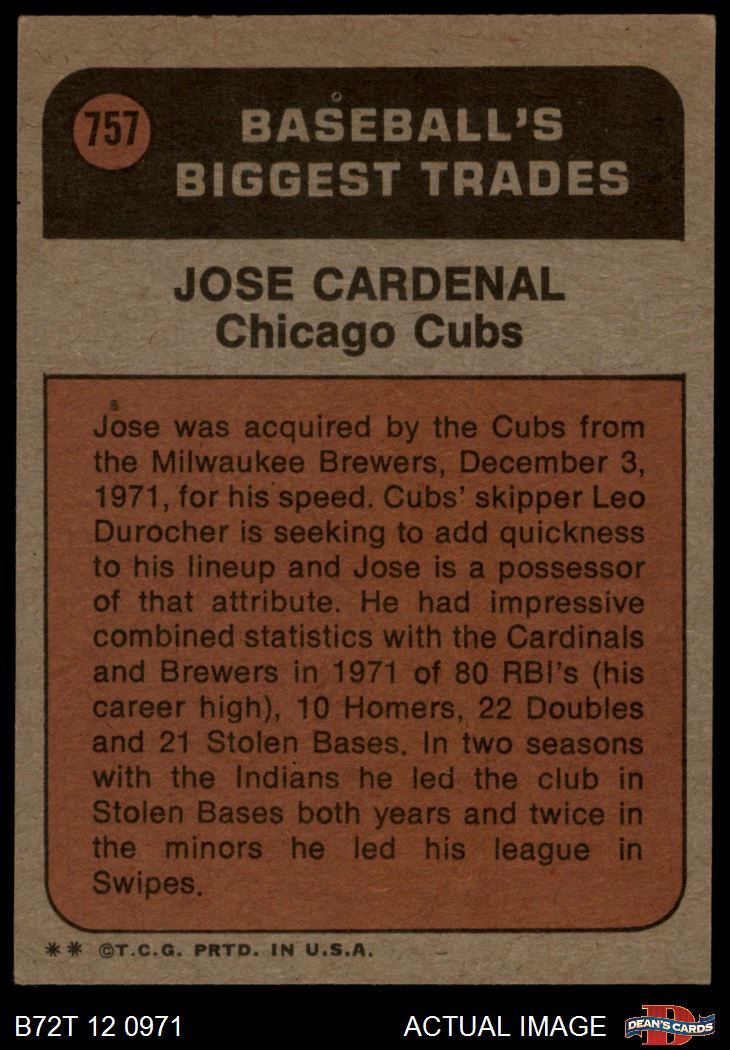 757
BASEBALL'S
BIGGEST TRADES
JOSE CARDENAL
Chicago Cubs
Jose was acquired by the Cubs from
the Milwaukee Brewers, December 3,
1971, for his speed. Cubs' skipper Leo
Durocher is seeking to add quickness
to his lineup and Jose is a possessor
of that attribute. He had impressive
combined statistics with the Cardinals
and Brewers in 1971 of 80 RBI's (his
career high), 10 Homers, 22 Doubles
and 21 Stolen Bases. In two seasons
with the Indians he led the club in
Stolen Bases both years and twice in
the minors he led his league in
Swipes.
** ©T.C.G. PRTD. IN U.S.A.
B72T 12 0971 ACTUAL IMAGE D DEAN'S CARDS